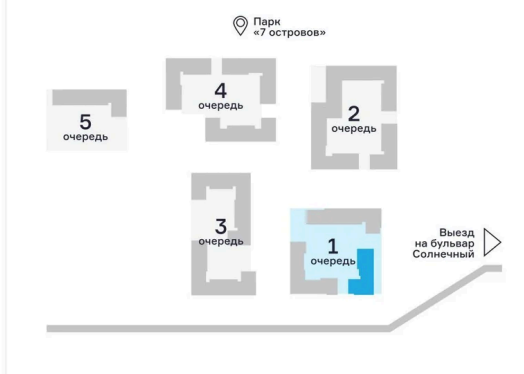 Парк
«7 островов»
4
очередь
5
очередь
2
очередь
3
очередь
1
очередь
Выезд
на бульвар
Солнечный